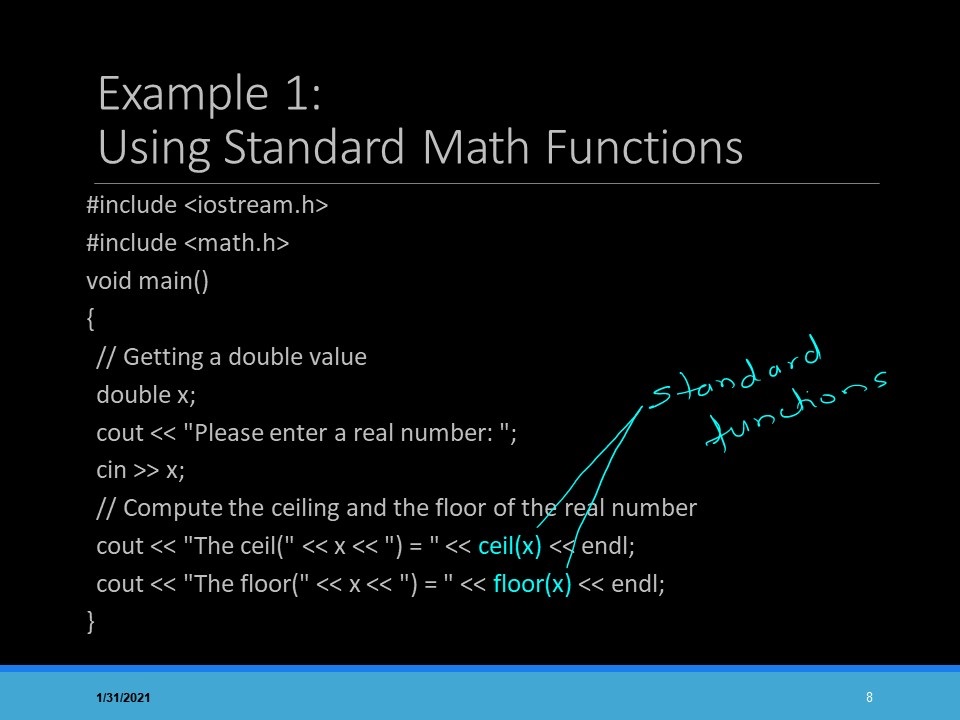 Example 1:
Using Standard Math Functions
#include <iostream.h>
#include <math.h>
void main()
{
// Getting a double value
double x;
cout << "Please enter a real number: ";
cin >> x;
// Compute the ceiling and the floor of the real number
cout << "The ceil(" << x << ") = " << ceil(x) << endl;
cout << "The floor(" << x << ") = " << floor(x) << endl;
}
standard
functions
1/31/2021
8